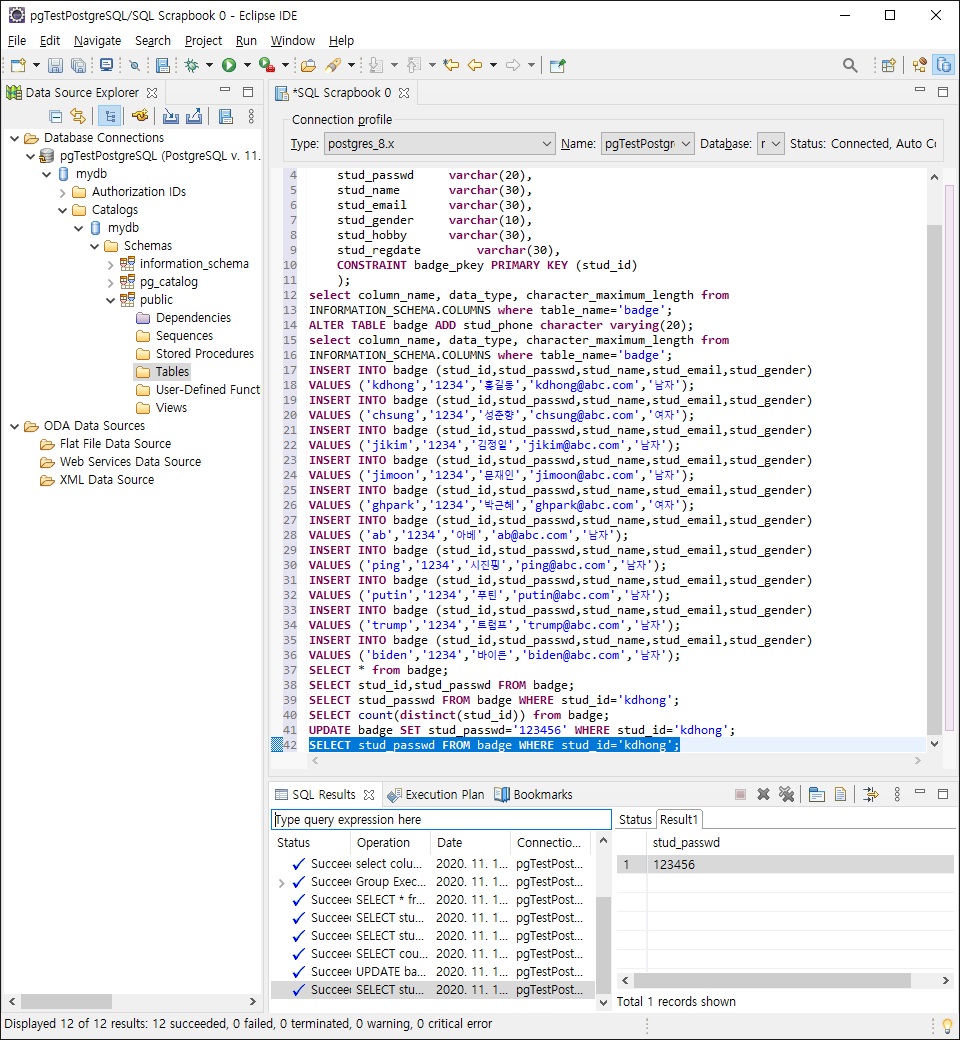 pgTestPostgreSQL/SQL Scrapbook 0 - Eclipse IDE
File Edit Navigate Search Project Run Window Help
Data Source Explorer
Database Connections
pgTestPostgreSQL (PostgreSQL v. 11.
mydb
Authorization IDs
Catalogs
mydb
Schemas
information_schema
pg_catalog
public
Dependencies
Sequences
Stored Procedures
Tables
User-Defined Funct
Views
ODA Data Sources
Flat File Data Source
Web Services Data Source
XML Data Source
*SQL Scrapbook 0
Connection profile
Type: postgres_8.x Name: pgTestPostgr Database: r Status: Connected, Auto Co
4 stud_passwd varchar(20),
5 stud_name varchar(30),
6 stud_email varchar(30),
7 stud_gender varchar(10),
8 stud_hobby varchar(30),
9 stud_regdate varchar(30),
10 CONSTRAINT badge_pkey PRIMARY KEY (stud_id)
11 );
12 select column_name, data_type, character_maximum_length from
13 INFORMATION_SCHEMA.COLUMNS where table_name='badge';
14 ALTER TABLE badge ADD stud_phone character varying(20);
15 select column_name, data_type, character_maximum_length from
16 INFORMATION_SCHEMA.COLUMNS where table_name='badge';
17 INSERT INTO badge (stud_id,stud_passwd,stud_name,stud_email,stud_gender)
18 VALUES ('kdhong','1234','홍길동','kdhong@abc.com','남자');
19 INSERT INTO badge (stud_id,stud_passwd,stud_name,stud_email,stud_gender)
20 VALUES ('chsung','1234','성춘향','chsung@abc.com','여자');
21 INSERT INTO badge (stud_id,stud_passwd,stud_name,stud_email,stud_gender)
22 VALUES ('jikim','1234','김정일','jikim@abc.com','남자');
23 INSERT INTO badge (stud_id,stud_passwd,stud_name,stud_email,stud_gender)
24 VALUES ('jimoon','1234','문재인','jimoon@abc.com','남자');
25 INSERT INTO badge (stud_id,stud_passwd,stud_name,stud_email,stud_gender)
26 VALUES ('ghpark','1234','박근혜','ghpark@abc.com','여자');
27 INSERT INTO badge (stud_id,stud_passwd,stud_name,stud_email,stud_gender)
28 VALUES ('ab','1234','아베','ab@abc.com','남자');
29 INSERT INTO badge (stud_id,stud_passwd,stud_name,stud_email,stud_gender)
30 VALUES ('ping','1234','시진핑','ping@abc.com','남자');
31 INSERT INTO badge (stud_id,stud_passwd,stud_name,stud_email,stud_gender)
32 VALUES ('putin','1234','푸틴','putin@abc.com','남자');
33 INSERT INTO badge (stud_id,stud_passwd,stud_name,stud_email,stud_gender)
34 VALUES ('trump','1234','트럼프','trump@abc.com','남자');
35 INSERT INTO badge (stud_id,stud_passwd,stud_name,stud_email,stud_gender)
36 VALUES ('biden','1234','바이든','biden@abc.com','남자');
37 SELECT * from badge;
38 SELECT stud_id,stud_passwd FROM badge;
39 SELECT stud_passwd FROM badge WHERE stud_id='kdhong';
40 SELECT count(distinct(stud_id)) from badge;
41 UPDATE badge SET stud_passwd='123456' WHERE stud_id='kdhong';
42 SELECT stud_passwd FROM badge WHERE stud_id='kdhong';
SQL Results Execution Plan Bookmarks
Type query expression here
Status Operation Date Connectio...
Succeed select colu... 2020. 11. 1... pgTestPost...
Succeed Group Exec... 2020. 11. 1... pgTestPost...
Succeed SELECT * fr... 2020. 11. 1... pgTestPost...
Succeed SELECT stu... 2020. 11. 1... pgTestPost...
Succeed SELECT stu... 2020. 11. 1... pgTestPost...
Succeed SELECT cou... 2020. 11. 1... pgTestPost...
Succeed UPDATE ba... 2020. 11. 1... pgTestPost...
Succeed SELECT stu... 2020. 11. 1... pgTestPost...
Status Result1
stud_passwd
1 123456
Total 1 records shown
Displayed 12 of 12 results: 12 succeeded, 0 failed, 0 terminated, 0 warning, 0 critical error